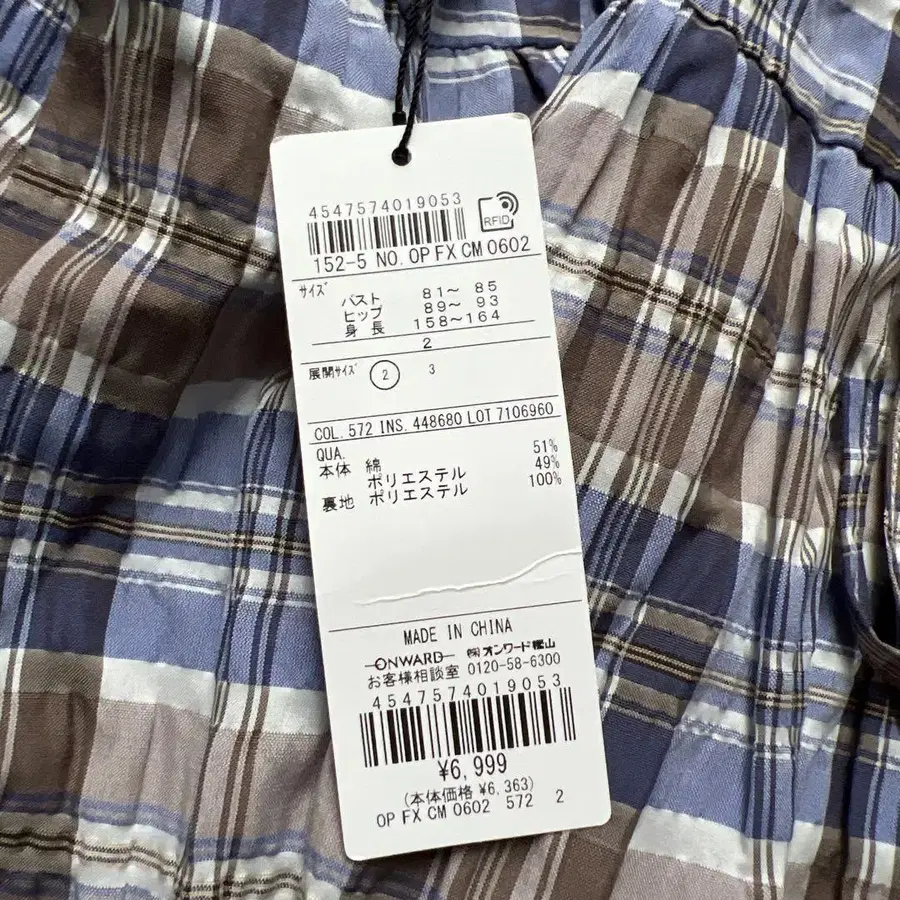 4547574019053
RFID
152-5 NO. OP FX CM 0602
サイズ
バスト 81～ 85
ヒップ 89～ 93
身長 158～164
2
展開サイズ 2 3
COL. 572 INS. 448680 LOT 7106960
QUA.
本体 綿 51%
ポリエステル 49%
裏地 ポリエステル 100%
MADE IN CHINA
ONWARD ㈱オンワード樫山
お客様相談室 0120-58-6300
4547574019053
¥6,999
(本体価格 ¥6,363)
OP FX CM 0602 572 2